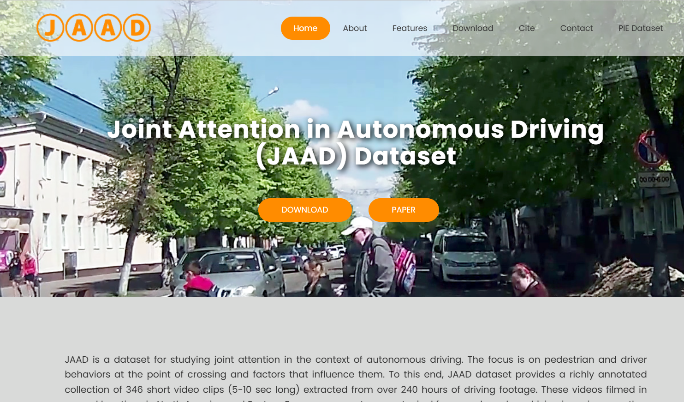 JAAD
Home About Features Download Cite Contact PIE Dataset
Joint Attention in Autonomous Driving
(JAAD) Dataset
DOWNLOAD PAPER
JAAD is a dataset for studying joint attention in the context of autonomous driving. The focus is on pedestrian and driver
behaviors at the point of crossing and factors that influence them. To this end, JAAD dataset provides a richly annotated
collection of 346 short video clips (5-10 sec long) extracted from over 240 hours of driving footage. These videos filmed in